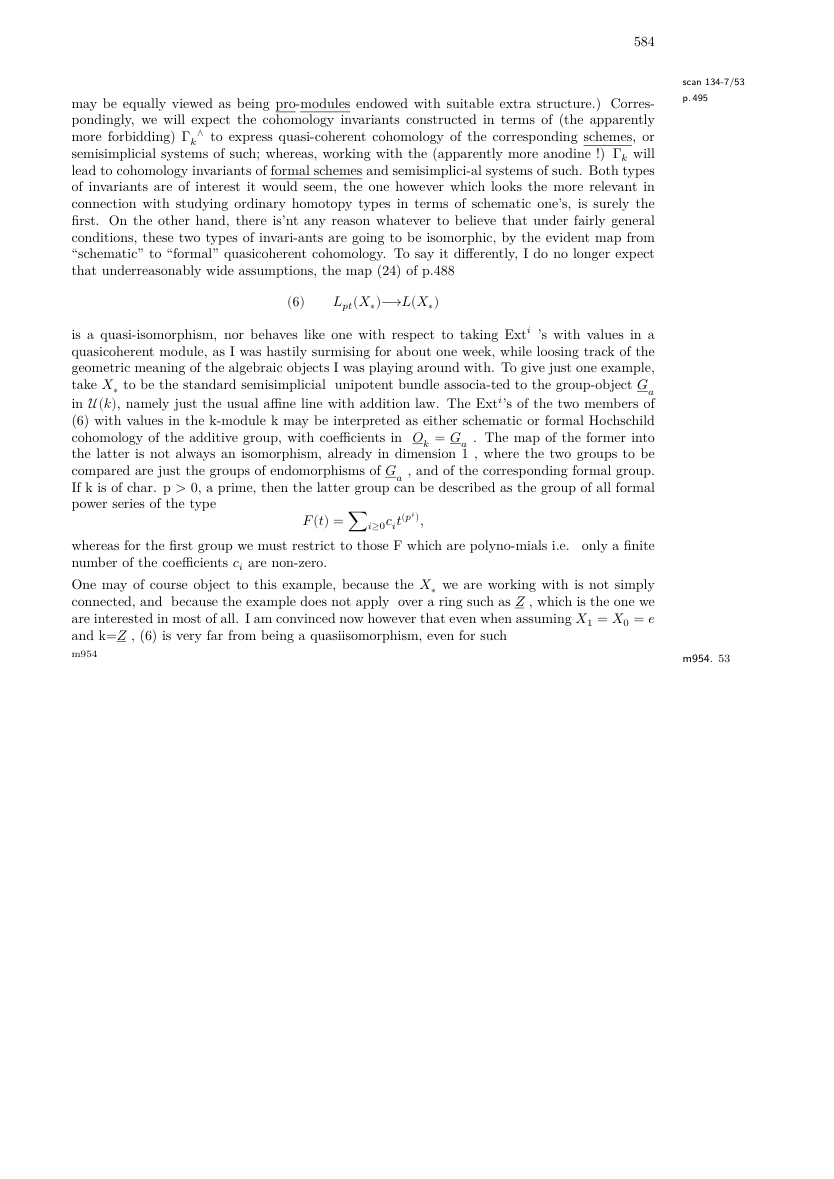 584
scan 134-7/53
p. 495
may be equally viewed as being pro-modules endowed with suitable extra structure.) Corres-
pondingly, we will expect the cohomology invariants constructed in terms of (the apparently
more forbidding) Γₖ^ to express quasi-coherent cohomology of the corresponding schemes, or
semisimplicial systems of such; whereas, working with the (apparently more anodine !) Γₖ will
lead to cohomology invariants of formal schemes and semisimplici-al systems of such. Both types
of invariants are of interest it would seem, the one however which looks the more relevant in
connection with studying ordinary homotopy types in terms of schematic one's, is surely the
first. On the other hand, there is'nt any reason whatever to believe that under fairly general
conditions, these two types of invari-ants are going to be isomorphic, by the evident map from
“schematic” to “formal” quasicoherent cohomology. To say it differently, I do no longer expect
that underreasonably wide assumptions, the map (24) of p.488
(6) L_{pt}(X_*)⟶L(X_*)
is a quasi-isomorphism, nor behaves like one with respect to taking Extⁱ 's with values in a
quasicoherent module, as I was hastily surmising for about one week, while loosing track of the
geometric meaning of the algebraic objects I was playing around with. To give just one example,
take X_* to be the standard semisimplicial unipotent bundle associa-ted to the group-object G_a
in 𝒰(k), namely just the usual affine line with addition law. The Extⁱ's of the two members of
(6) with values in the k-module k may be interpreted as either schematic or formal Hochschild
cohomology of the additive group, with coefficients in O_k = G_a . The map of the former into
the latter is not always an isomorphism, already in dimension 1 , where the two groups to be
compared are just the groups of endomorphisms of G_a , and of the corresponding formal group.
If k is of char. p > 0, a prime, then the latter group can be described as the group of all formal
power series of the type
F(t) = ∑_{i≥0} c_i t^{(p^i)},
whereas for the first group we must restrict to those F which are polyno-mials i.e. only a finite
number of the coefficients c_i are non-zero.
One may of course object to this example, because the X_* we are working with is not simply
connected, and because the example does not apply over a ring such as Z , which is the one we
are interested in most of all. I am convinced now however that even when assuming X₁ = X₀ = e
and k=Z , (6) is very far from being a quasiisomorphism, even for such
m954
m954. 53